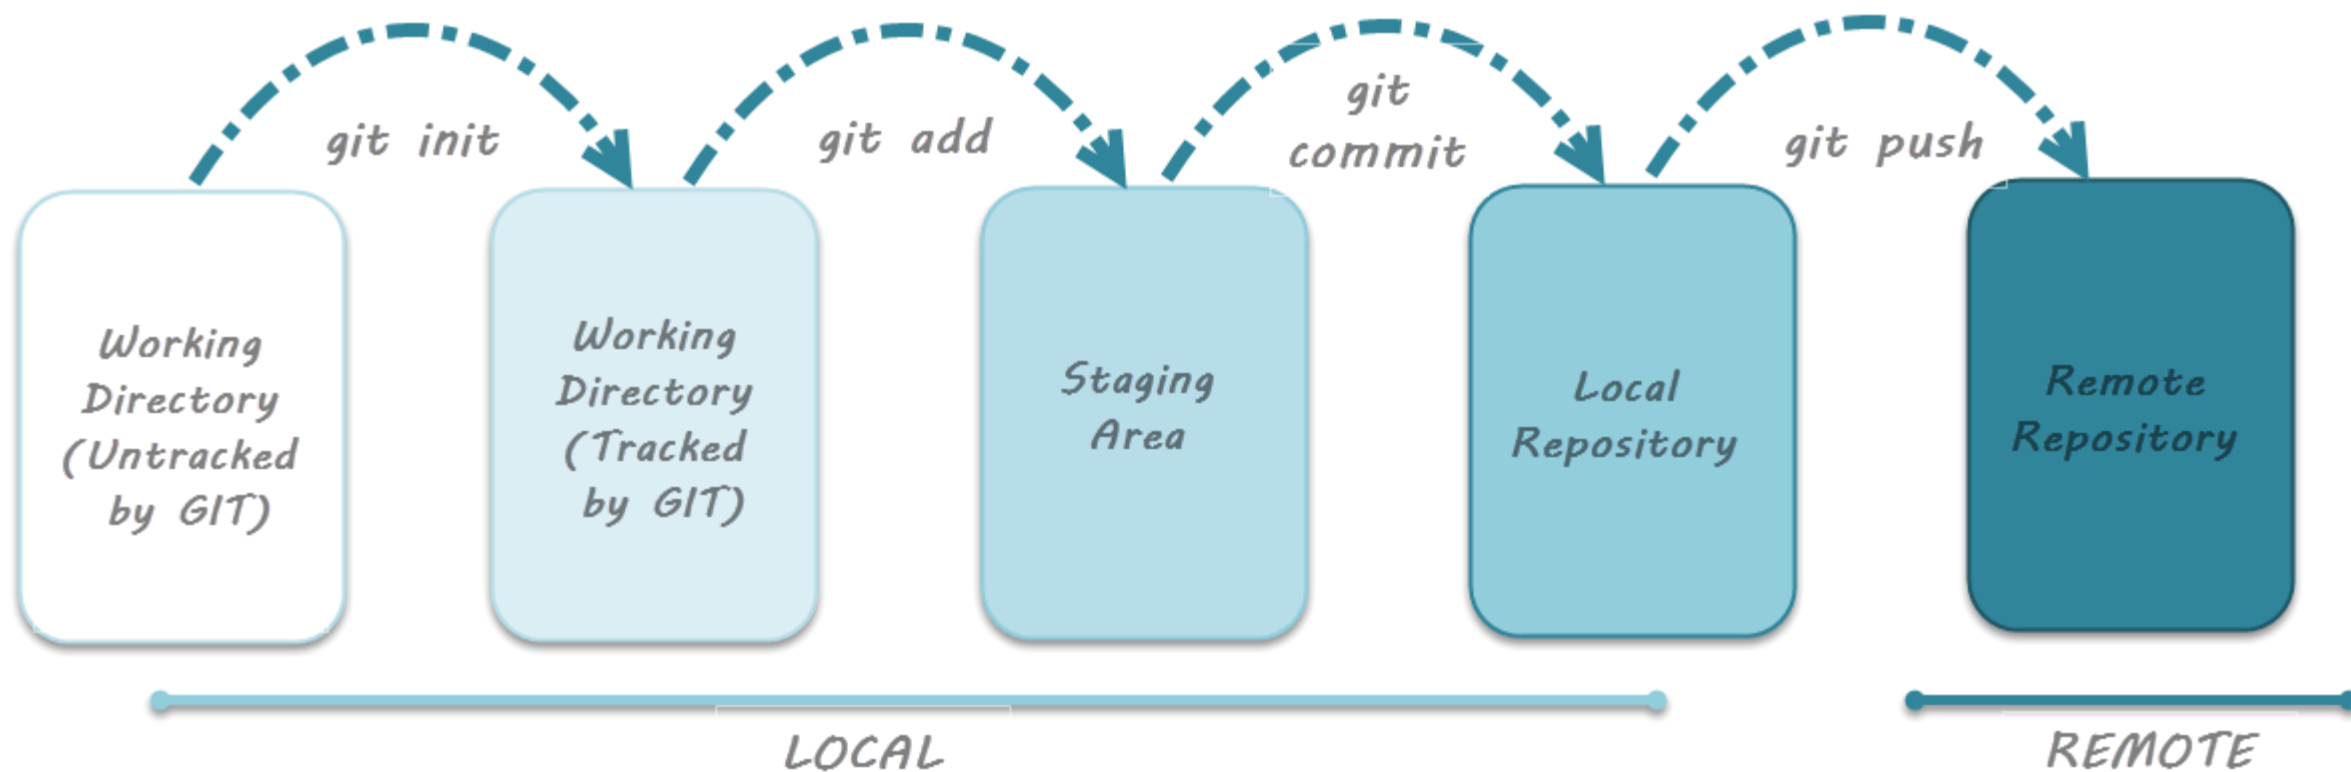 git init
git add
git
commit
git push
Working
Directory
(Untracked
by GIT)
Working
Directory
(Tracked
by GIT)
Staging
Area
Local
Repository
Remote
Repository
LOCAL
REMOTE